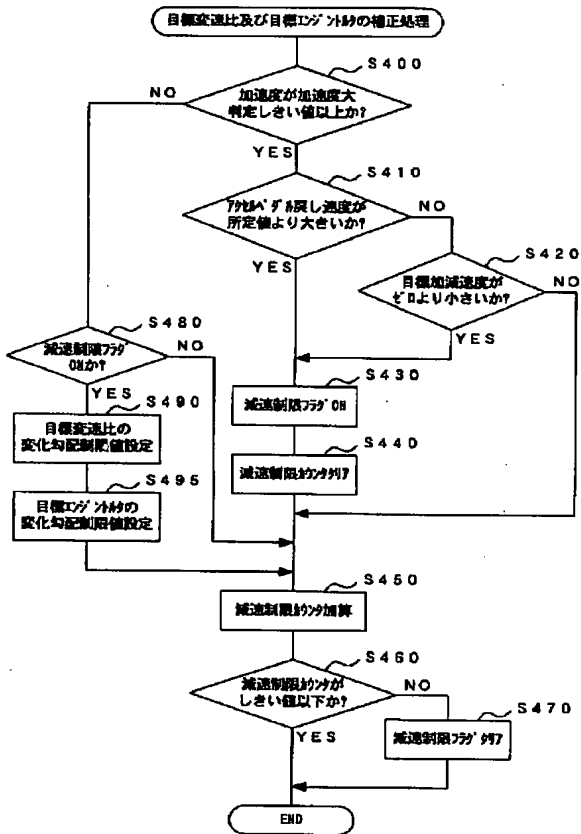 目標変速比及び目標ｴﾝｼﾞﾝﾄﾙｸの補正処理
S400
加速度が加速度大
判定しきい値以上か?
NO
YES
S410
ｱｸｾﾙﾍﾟﾀﾞﾙ戻し速度が
所定値より大きいか?
NO
YES
S420
目標加減速度が
ｾﾞﾛより小さいか?
NO
YES
S480
減速制限ﾌﾗｸﾞ
ONか?
NO
YES
S430
減速制限ﾌﾗｸﾞON
S490
目標変速比の
変化勾配制限値設定
S440
減速制限ｶｳﾝﾀｸﾘｱ
S495
目標ｴﾝｼﾞﾝﾄﾙｸの
変化勾配制限値設定
S450
減速制限ｶｳﾝﾀ加算
S460
減速制限ｶｳﾝﾀが
しきい値以下か?
NO
YES
S470
減速制限ﾌﾗｸﾞｸﾘｱ
END